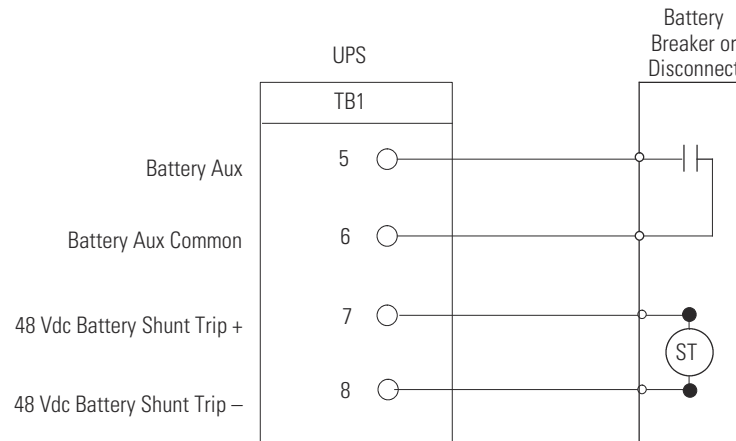 Battery
Breaker or
Disconnect
UPS
TB1
Battery Aux
5
Battery Aux Common
6
48 Vdc Battery Shunt Trip +
7
ST
48 Vdc Battery Shunt Trip –
8